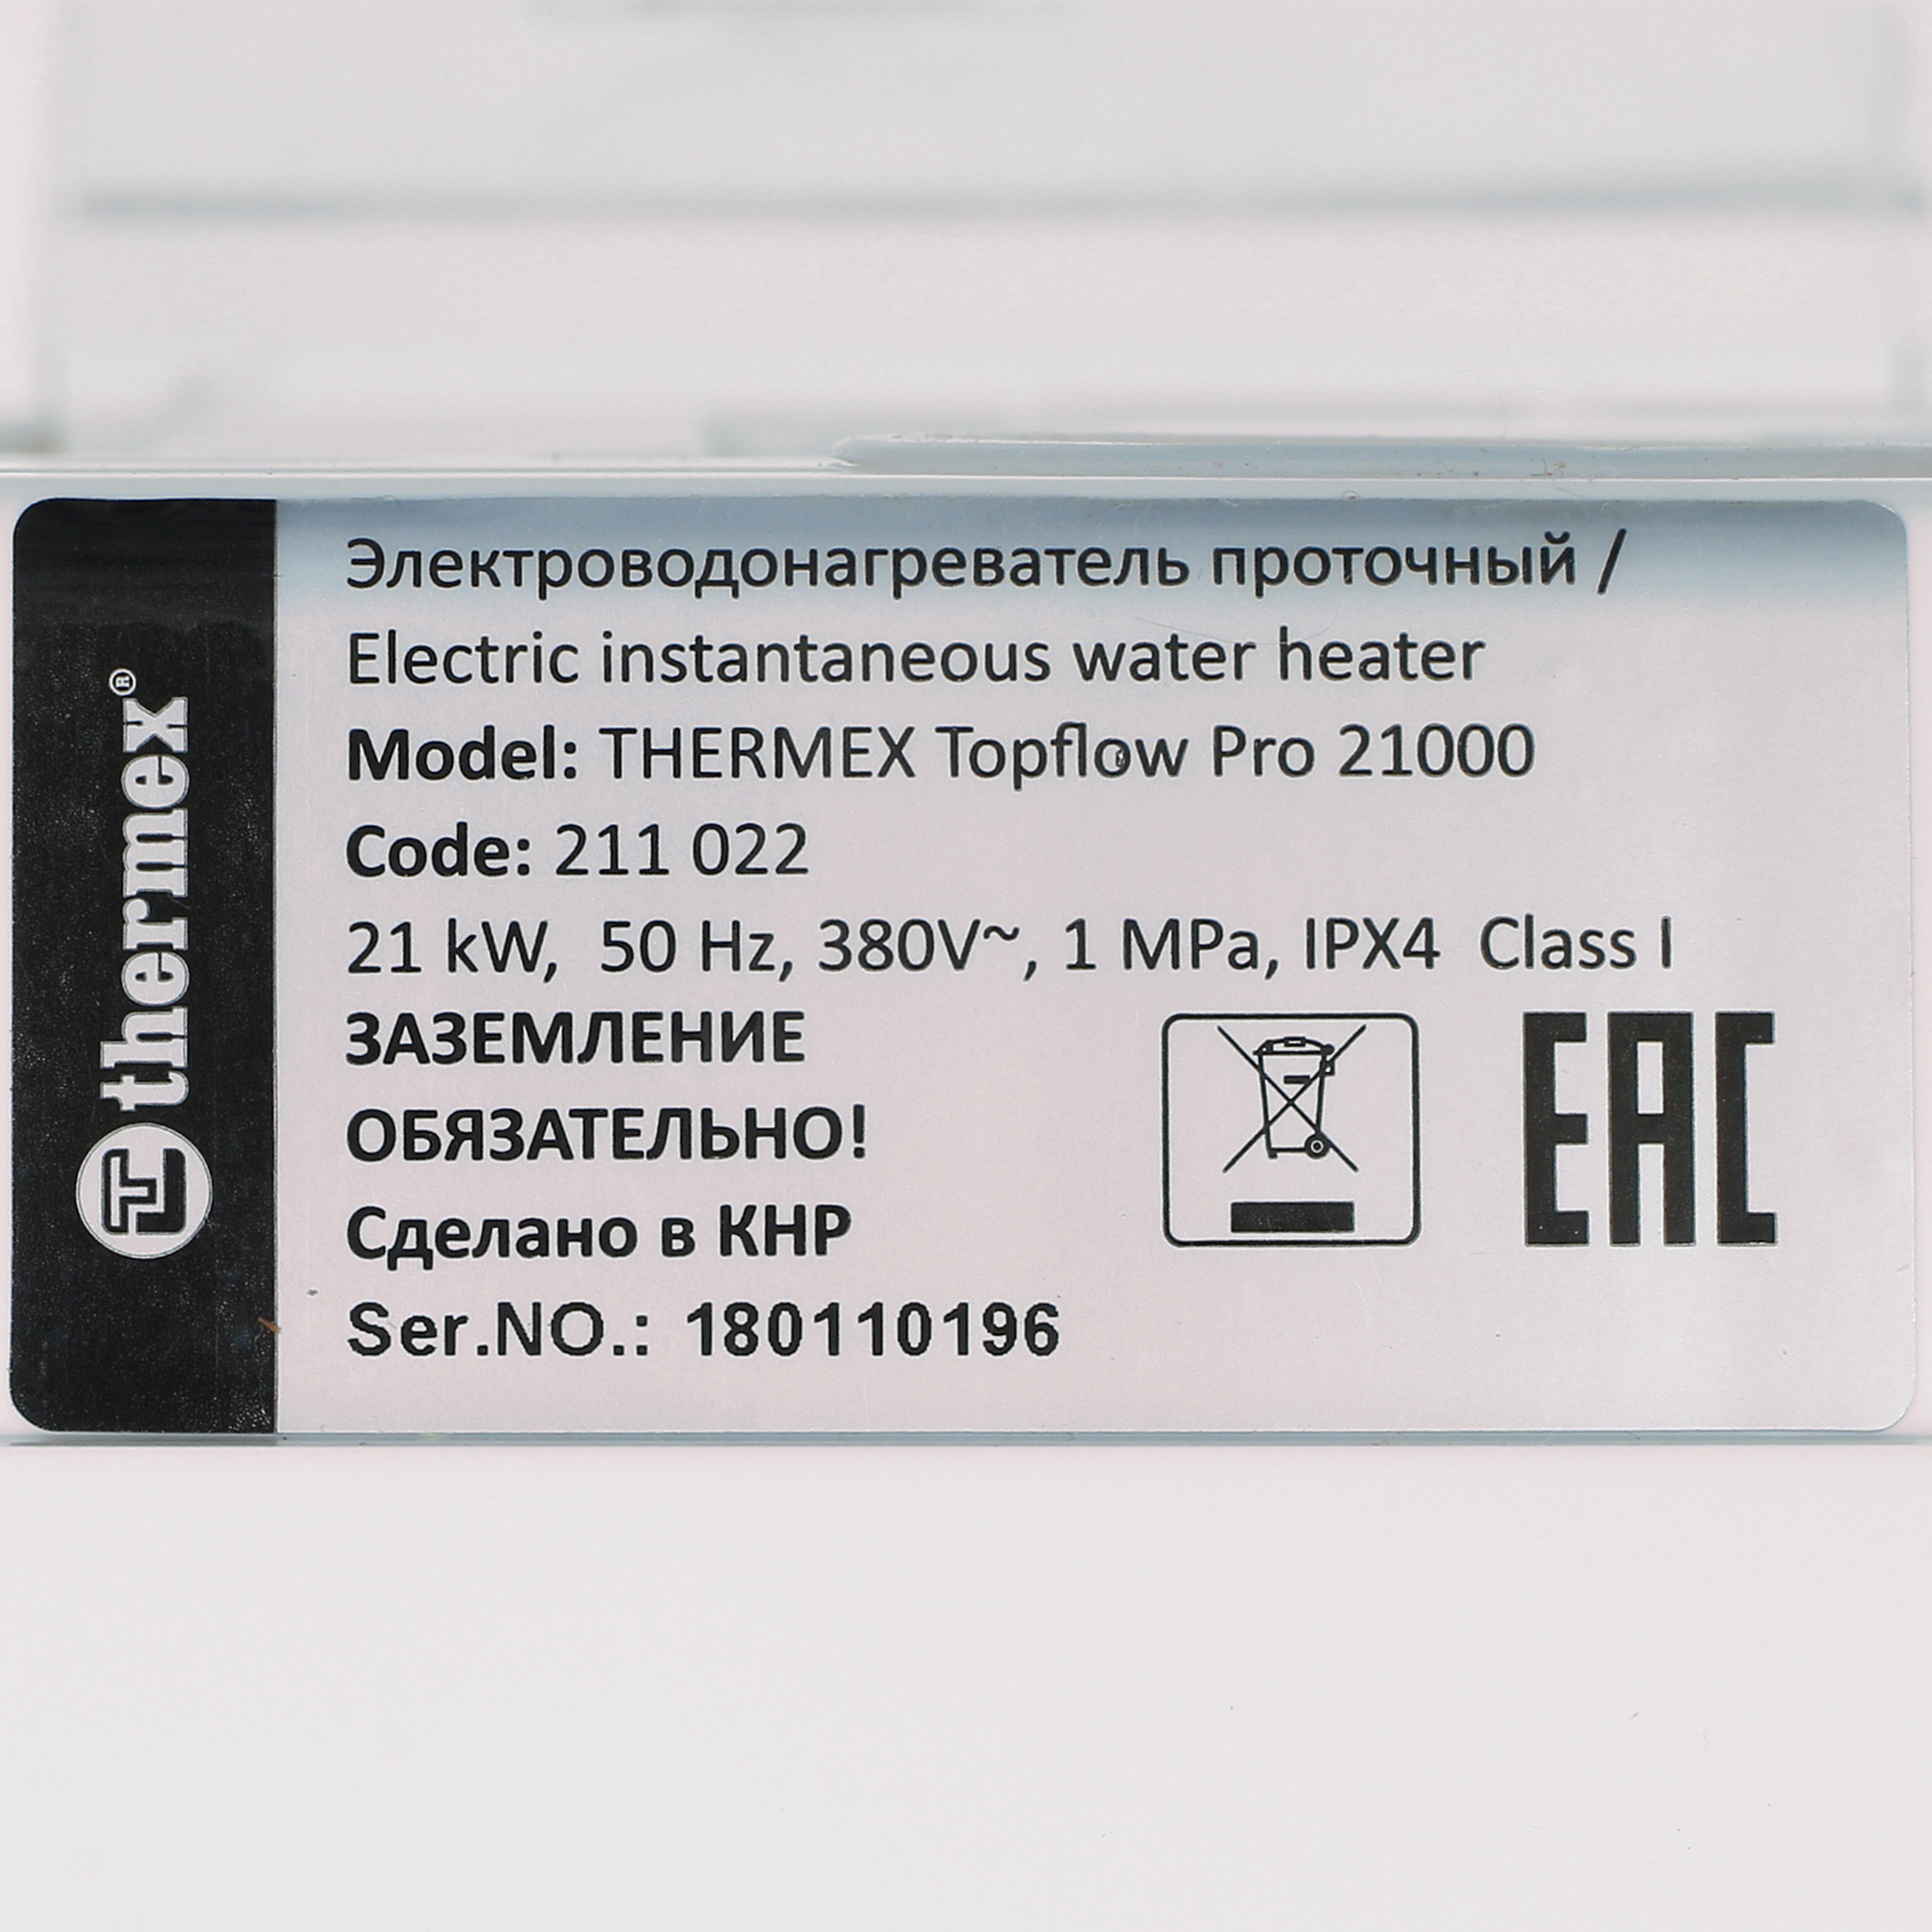 thermex®
Электроводонагреватель проточный /
Electric instantaneous water heater
Model: THERMEX Topflow Pro 21000
Code: 211 022
21 kW, 50 Hz, 380V~, 1 MPa, IPX4 Class I
ЗАЗЕМЛЕНИЕ
ОБЯЗАТЕЛЬНО!
Сделано в КНР
Ser.NO.: 180110196
EAC